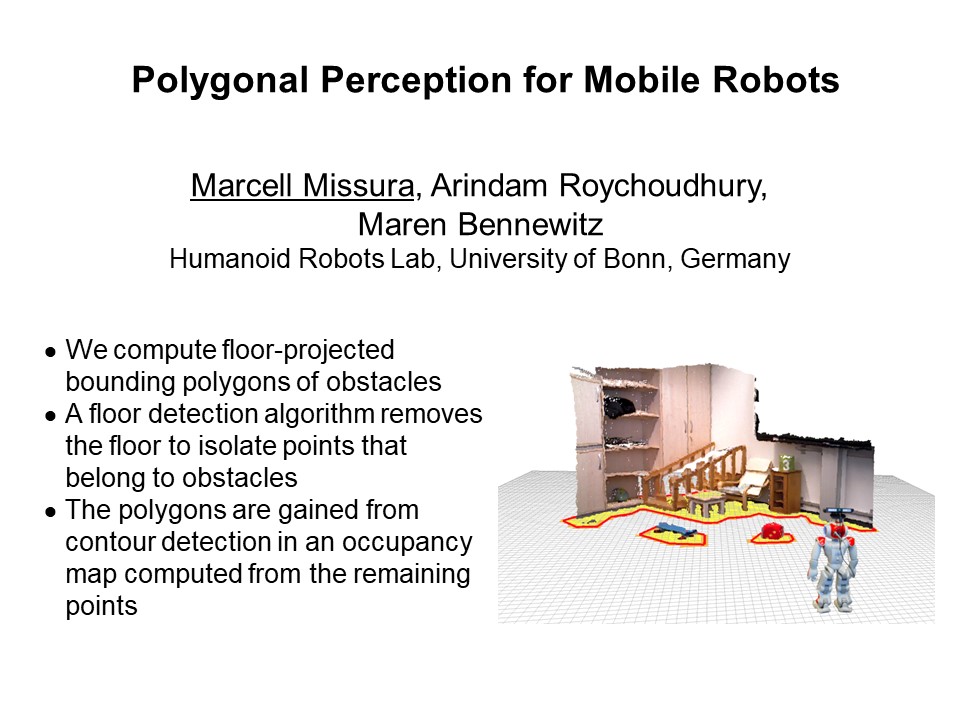 Polygonal Perception for Mobile Robots
Marcell Missura, Arindam Roychoudhury,
Maren Bennewitz
Humanoid Robots Lab, University of Bonn, Germany
● We compute floor-projected
bounding polygons of obstacles
● A floor detection algorithm removes
the floor to isolate points that
belong to obstacles
● The polygons are gained from
contour detection in an occupancy
map computed from the remaining
points